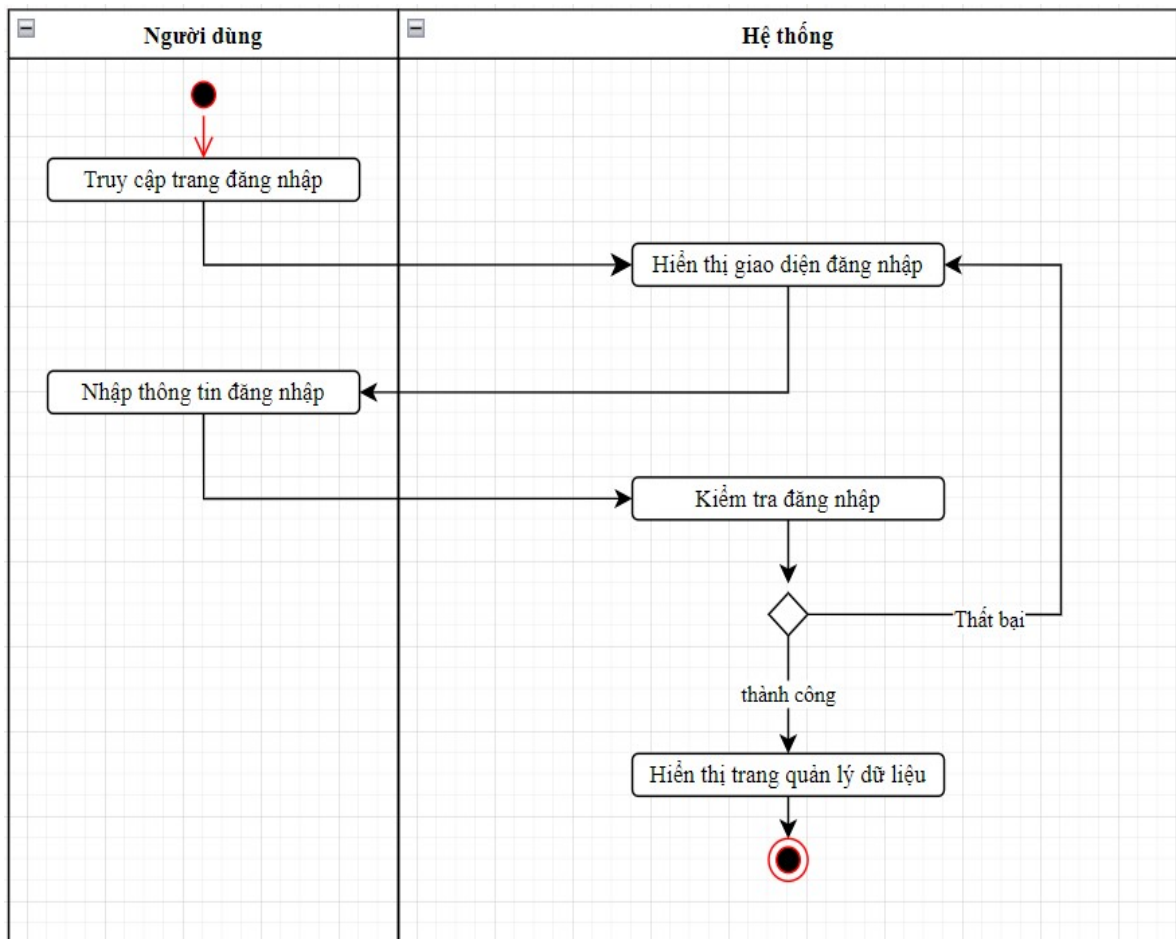 Người dùng
Hệ thống
Truy cập trang đăng nhập
Hiển thị giao diện đăng nhập
Nhập thông tin đăng nhập
Kiểm tra đăng nhập
Thất bại
thành công
Hiển thị trang quản lý dữ liệu